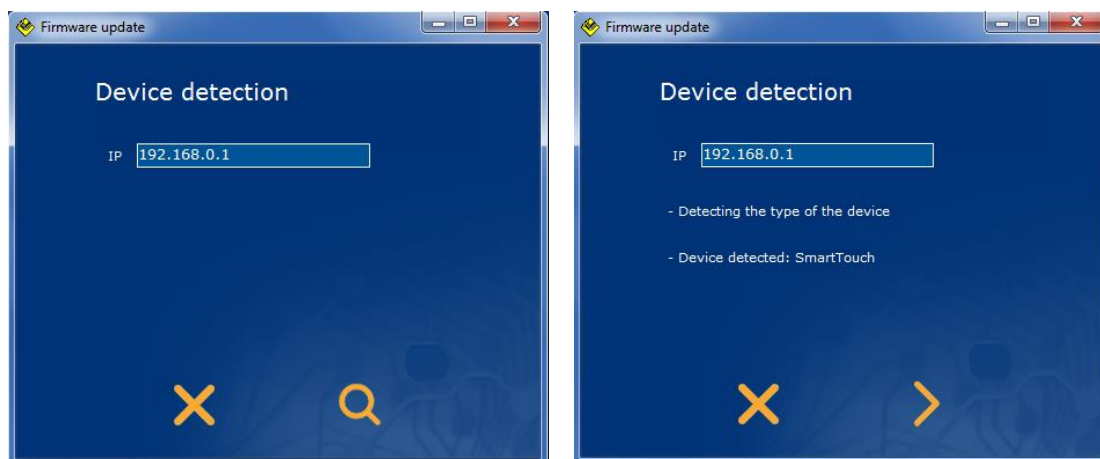 Firmware update
Device detection
IP 192.168.0.1
Firmware update
Device detection
IP 192.168.0.1
- Detecting the type of the device
- Device detected: SmartTouch